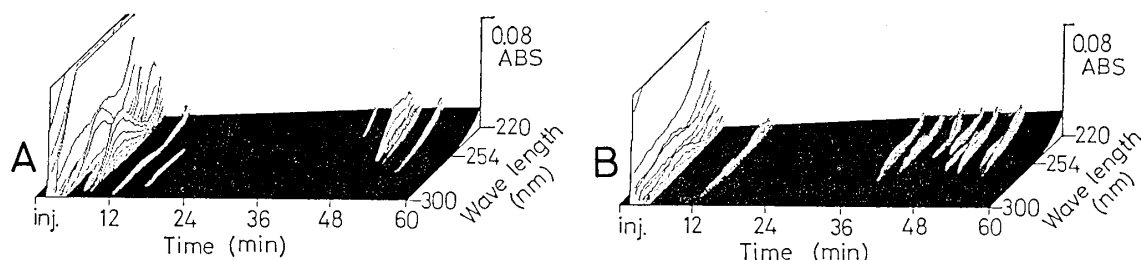 A
0.08
ABS
220
254
300
Wave length
(nm)
inj.
12
24
36
48
60
Time (min)
B
0.08
ABS
220
254
300
Wave length
(nm)
inj.
12
24
36
48
60
Time (min)